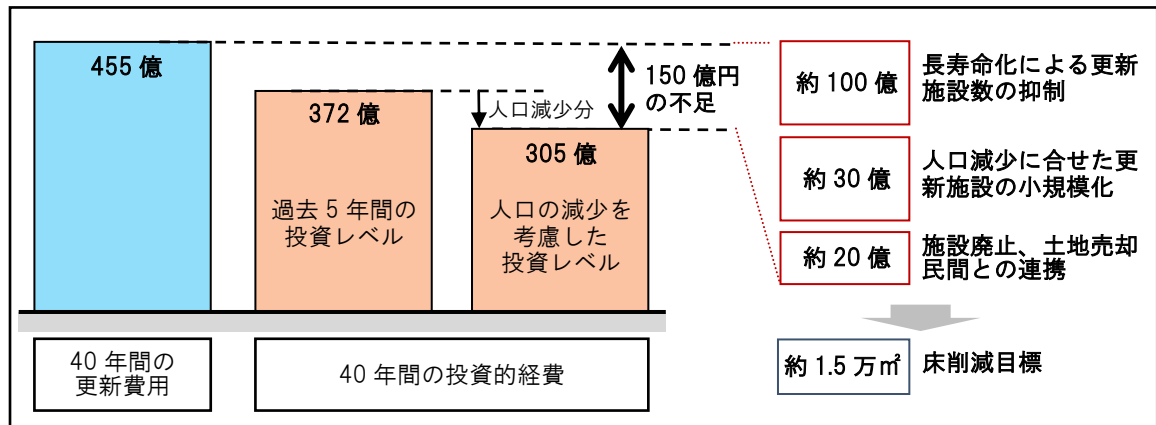 455 億
372 億
過去 5 年間の
投資レベル
人口減少分
305 億
人口の減少を
考慮した
投資レベル
150 億円
の不足
40 年間の
更新費用
40 年間の投資的経費
約 100 億
長寿命化による更新
施設数の抑制
約 30 億
人口減少に合せた更
新施設の小規模化
約 20 億
施設廃止、土地売却
民間との連携
約 1.5 万㎡
床削減目標